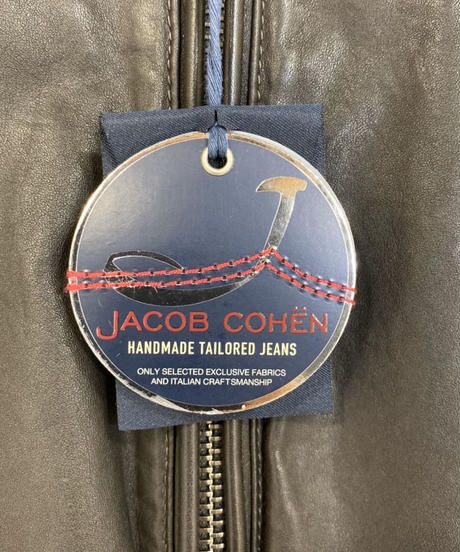 JACOB COHËN
HANDMADE TAILORED JEANS
ONLY SELECTED EXCLUSIVE FABRICS
AND ITALIAN CRAFTSMANSHIP